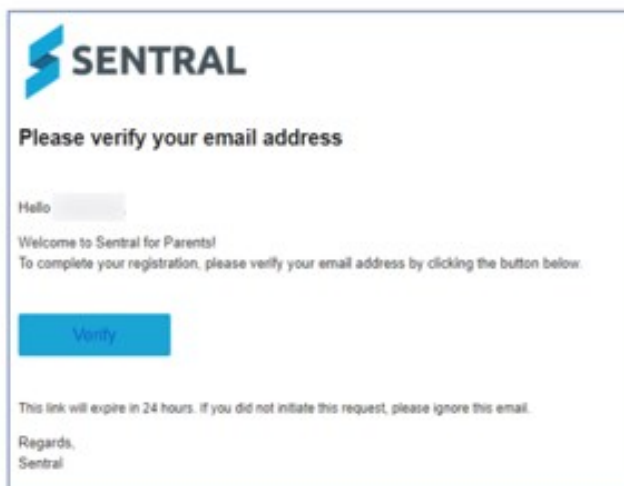 SENTRAL
Please verify your email address
Hello
Welcome to Sentral for Parents!
To complete your registration, please verify your email address by clicking the button below.
Verify
This link will expire in 24 hours. If you did not initiate this request, please ignore this email.
Regards,
Sentral